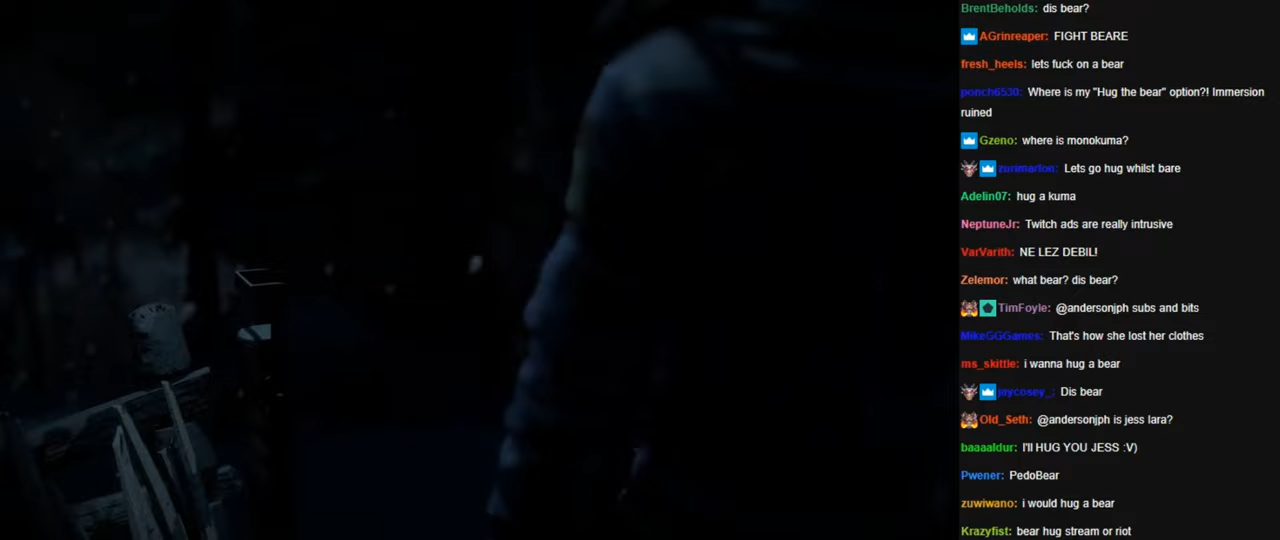 BrentBeholds: dis bear?
AGrinreaper: FIGHT BEARE
fresh_heels: lets fuck on a bear
ponch6530: Where is my "Hug the bear" option?! Immersion
ruined
Gzeno: where is monokuma?
zurimarlon: Lets go hug whilst bare
Adelin07: hug a kuma
NeptuneJr: Twitch ads are really intrusive
VarVarith: NE LEZ DEBIL!
Zelemor: what bear? dis bear?
TimFoyle: @andersonjph subs and bits
MikeGGGames: That's how she lost her clothes
ms_skittle: i wanna hug a bear
jaycosey_: Dis bear
Old_Seth: @andersonjph is jess lara?
baaaaldur: I'll HUG YOU JESS :V)
Pwener: PedoBear
zuwiwano: i would hug a bear
Krazyfist: bear hug stream or riot